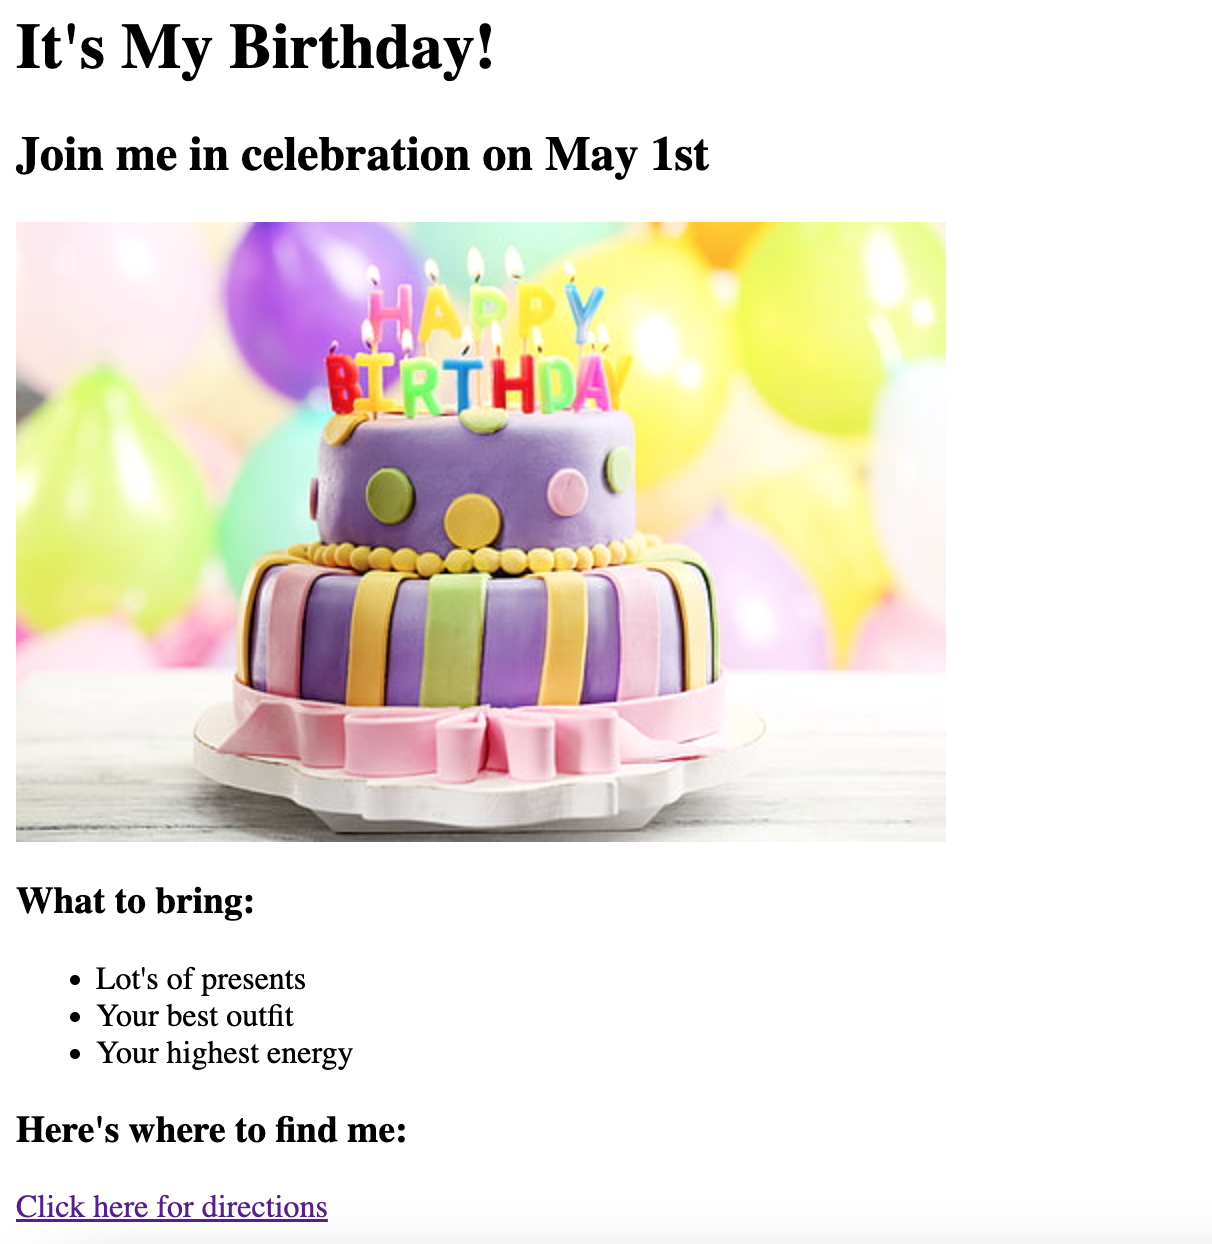 It's My Birthday!
Join me in celebration on May 1st
HAPPY
BIRTHDAY
What to bring:
Lot's of presents
Your best outfit
Your highest energy
Here's where to find me:
Click here for directions